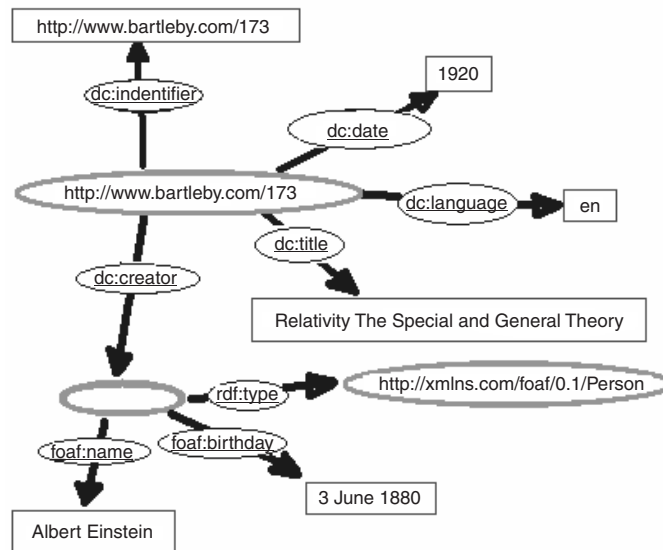 http://www.bartleby.com/173
dc:indentifier
1920
dc:date
http://www.bartleby.com/173
dc:language
en
dc:title
dc:creator
Relativity The Special and General Theory
rdf:type
http://xmlns.com/foaf/0.1/Person
foaf:name
foaf:birthday
3 June 1880
Albert Einstein